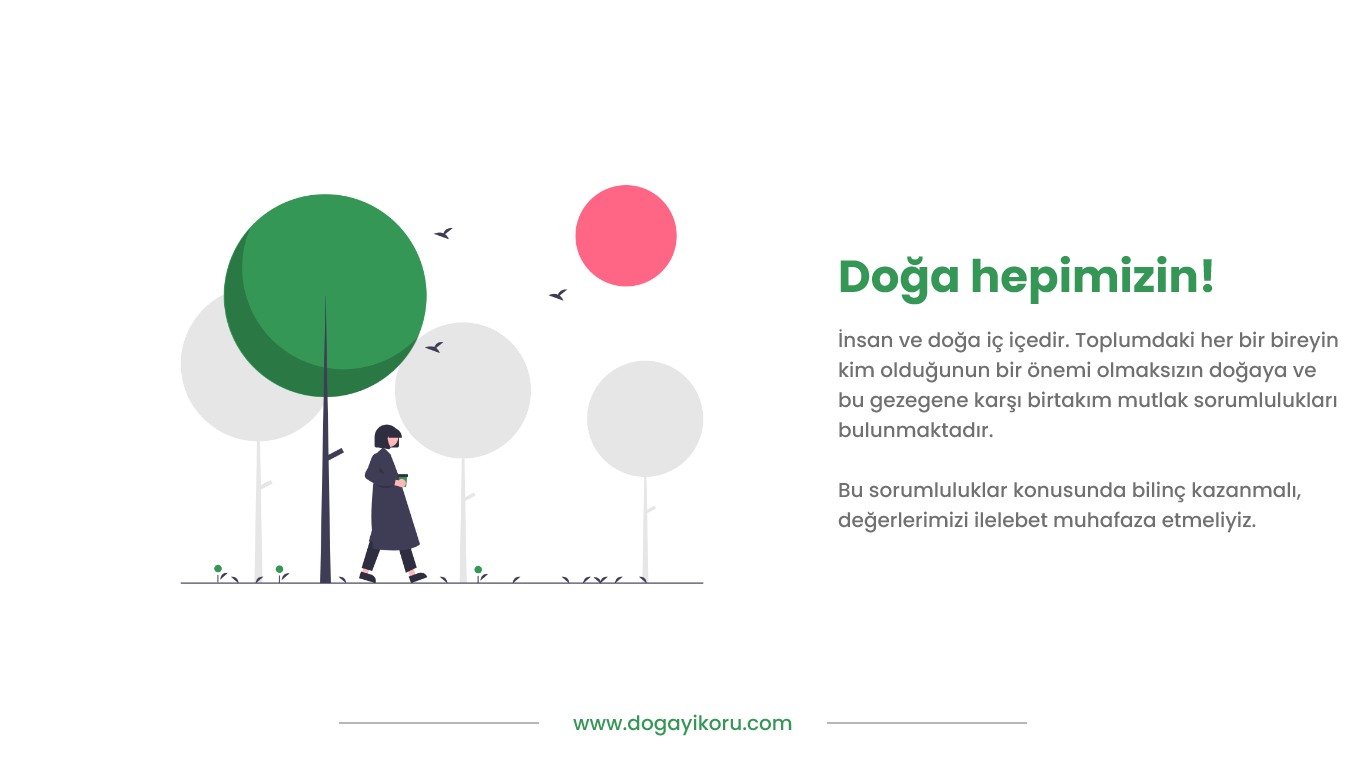 Doğa hepimizin!
İnsan ve doğa iç içedir. Toplumdaki her bir bireyin
kim olduğunun bir önemi olmaksızın doğaya ve
bu gezegene karşı birtakım mutlak sorumlulukları
bulunmaktadır.
Bu sorumluluklar konusunda bilinç kazanmalı,
değerlerimizi ilelebet muhafaza etmeliyiz.
www.dogayikoru.com